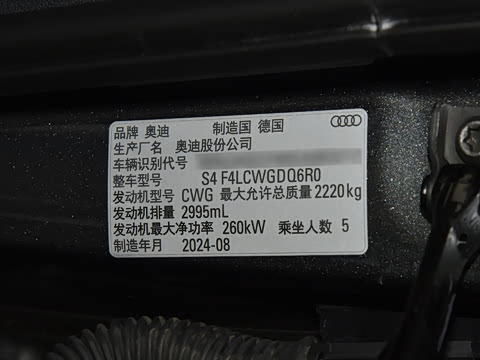 品牌 奥迪 制造国 德国
生产厂名 奥迪股份公司
车辆识别代号
整车型号 S4 F4LCWGDQ6R0
发动机型号 CWG 最大允许总质量 2220kg
发动机排量 2995mL
发动机最大净功率 260kW 乘坐人数 5
制造年月 2024-08